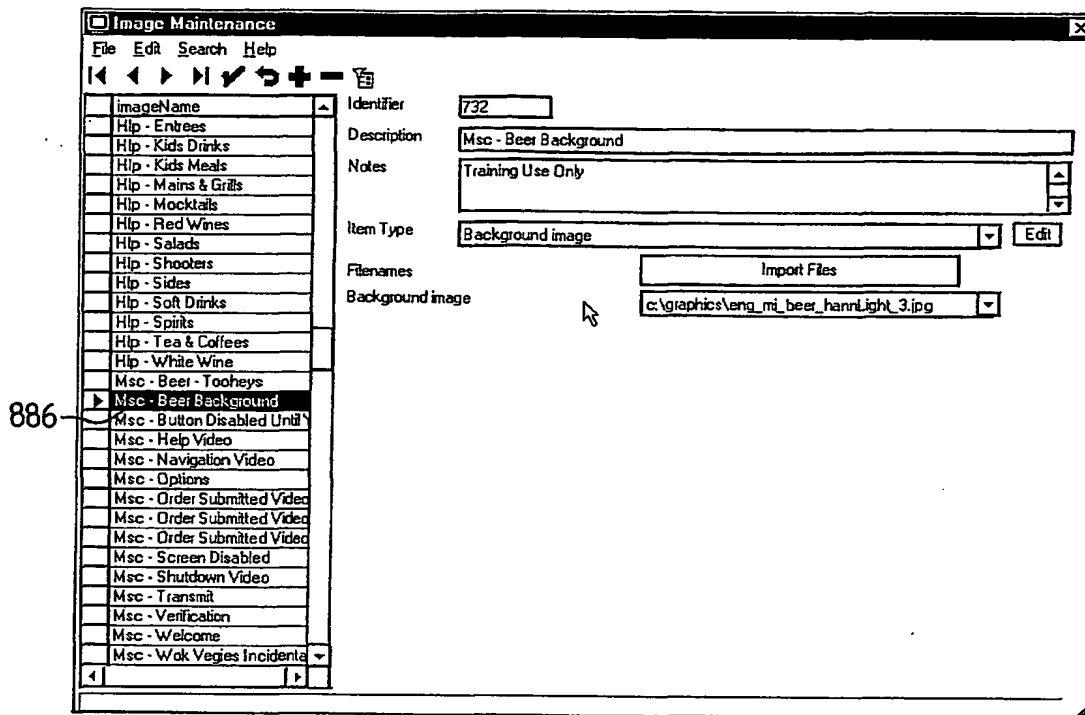 Image Maintenance
File Edit Search Help
imageName
Hlp - Entrees
Hlp - Kids Drinks
Hlp - Kids Meals
Hlp - Mains & Grills
Hlp - Mocktails
Hlp - Red Wines
Hlp - Salads
Hlp - Shooters
Hlp - Sides
Hlp - Soft Drinks
Hlp - Spirits
Hlp - Tea & Coffees
Hlp - White Wine
Msc - Beer - Tooheys
Msc - Beer Background
Msc - Button Disabled Until Y
Msc - Help Video
Msc - Navigation Video
Msc - Options
Msc - Order Submitted Video
Msc - Order Submitted Video
Msc - Order Submitted Video
Msc - Screen Disabled
Msc - Shutdown Video
Msc - Transmit
Msc - Verification
Msc - Welcome
Msc - Wok Vegies Incidenta
886
Identifier 732
Description Msc - Beer Background
Notes Training Use Only
Item Type Background image Edit
Filenames Import Files
Background image c:\graphics\eng_mi_beer_hannLight_3.jpg